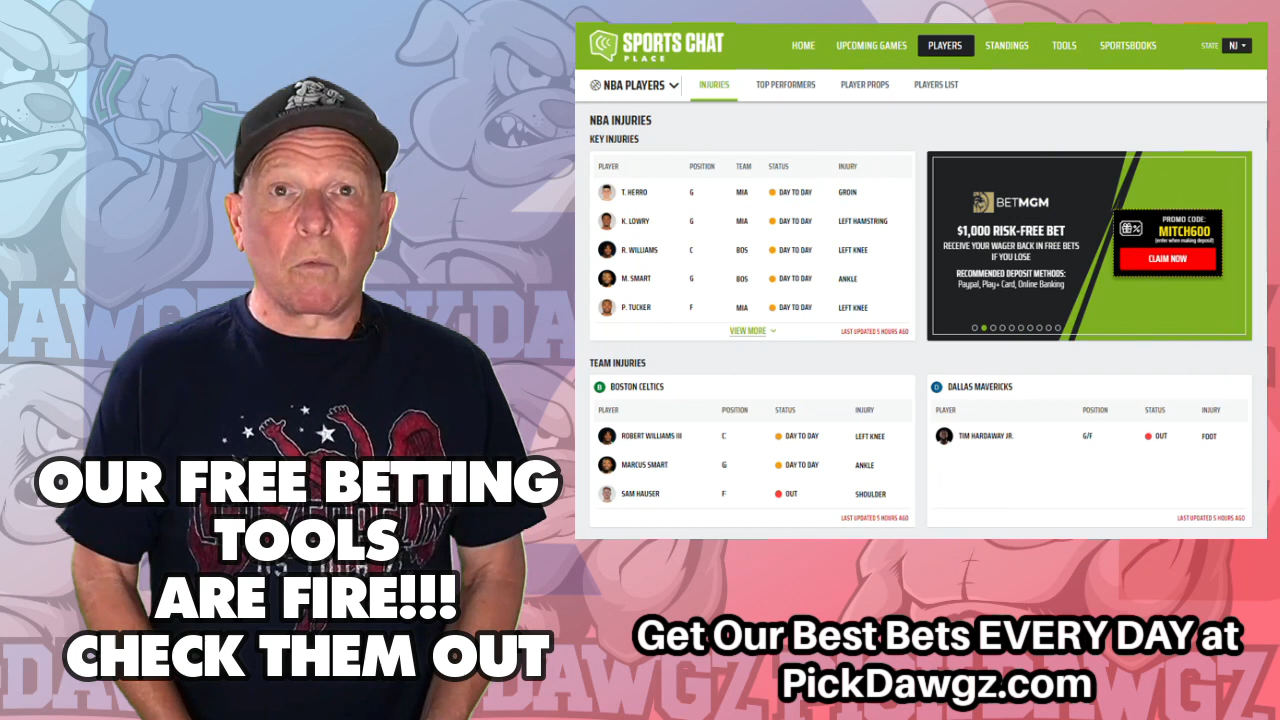 SPORTS CHAT
PLACE
HOME UPCOMING GAMES PLAYERS STANDINGS TOOLS SPORTSBOOKS STATE NJ
NBA PLAYERS INJURIES TOP PERFORMERS PLAYER PROPS PLAYERS LIST
NBA INJURIES
KEY INJURIES
PLAYER POSITION TEAM STATUS INJURY
T. HERRO G MIA DAY TO DAY GROIN
K. LOWRY G MIA DAY TO DAY LEFT HAMSTRING
R. WILLIAMS C BOS DAY TO DAY LEFT KNEE
M. SMART G BOS DAY TO DAY ANKLE
P. TUCKER F MIA DAY TO DAY LEFT KNEE
VIEW MORE LAST UPDATED 5 HOURS AGO
BETMGM
$1,000 RISK-FREE BET
RECEIVE YOUR WAGER BACK IN FREE BETS
IF YOU LOSE
RECOMMENDED DEPOSIT METHODS:
Paypal, Play+ Card, Online Banking
PROMO CODE:
MITCH600
(enter when making deposit)
CLAIM NOW
TEAM INJURIES
B BOSTON CELTICS
PLAYER POSITION STATUS INJURY
ROBERT WILLIAMS III C DAY TO DAY LEFT KNEE
MARCUS SMART G DAY TO DAY ANKLE
SAM HAUSER F OUT SHOULDER
LAST UPDATED 5 HOURS AGO
D DALLAS MAVERICKS
PLAYER POSITION STATUS INJURY
TIM HARDAWAY JR. G/F OUT FOOT
LAST UPDATED 5 HOURS AGO
OUR FREE BETTING
TOOLS
ARE FIRE!!!
CHECK THEM OUT
Get Our Best Bets EVERY DAY at
PickDawgz.com